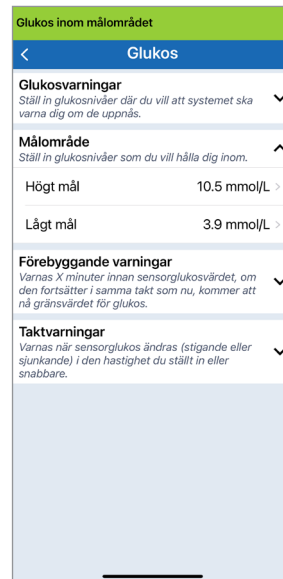 Glukos inom målområdet
Glukos
Glukosvarningar
Ställ in glukosnivåer där du vill att systemet ska
varna dig om de uppnås.
Målområde
Ställ in glukosnivåer som du vill hålla dig inom.
Högt mål 10.5 mmol/L
Lågt mål 3.9 mmol/L
Förebyggande varningar
Varnas X minuter innan sensorglukosvärdet, om
den fortsätter i samma takt som nu, kommer att
nå gränsvärdet för glukos.
Taktvarningar
Varnas när sensorglukos ändras (stigande eller
sjunkande) i den hastighet du ställt in eller
snabbare.